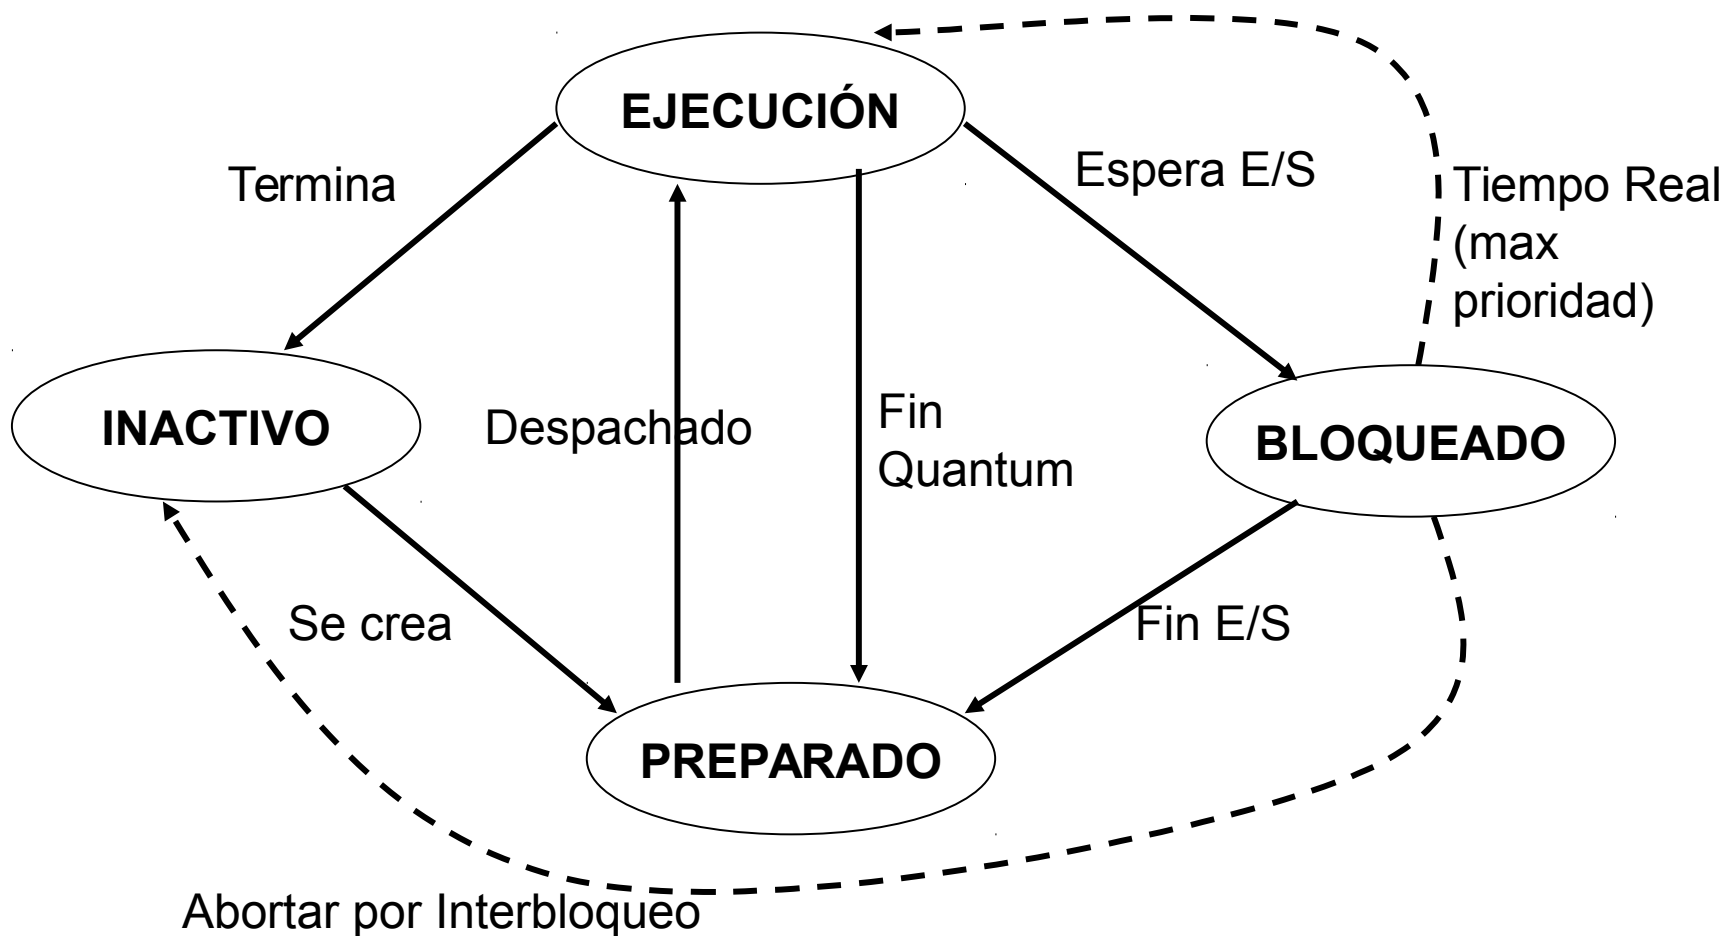 EJECUCIÓN
Termina
Espera E/S
Tiempo Real
(max
prioridad)
INACTIVO
Despachado
Fin
Quantum
BLOQUEADO
Se crea
Fin E/S
PREPARADO
Abortar por Interbloqueo